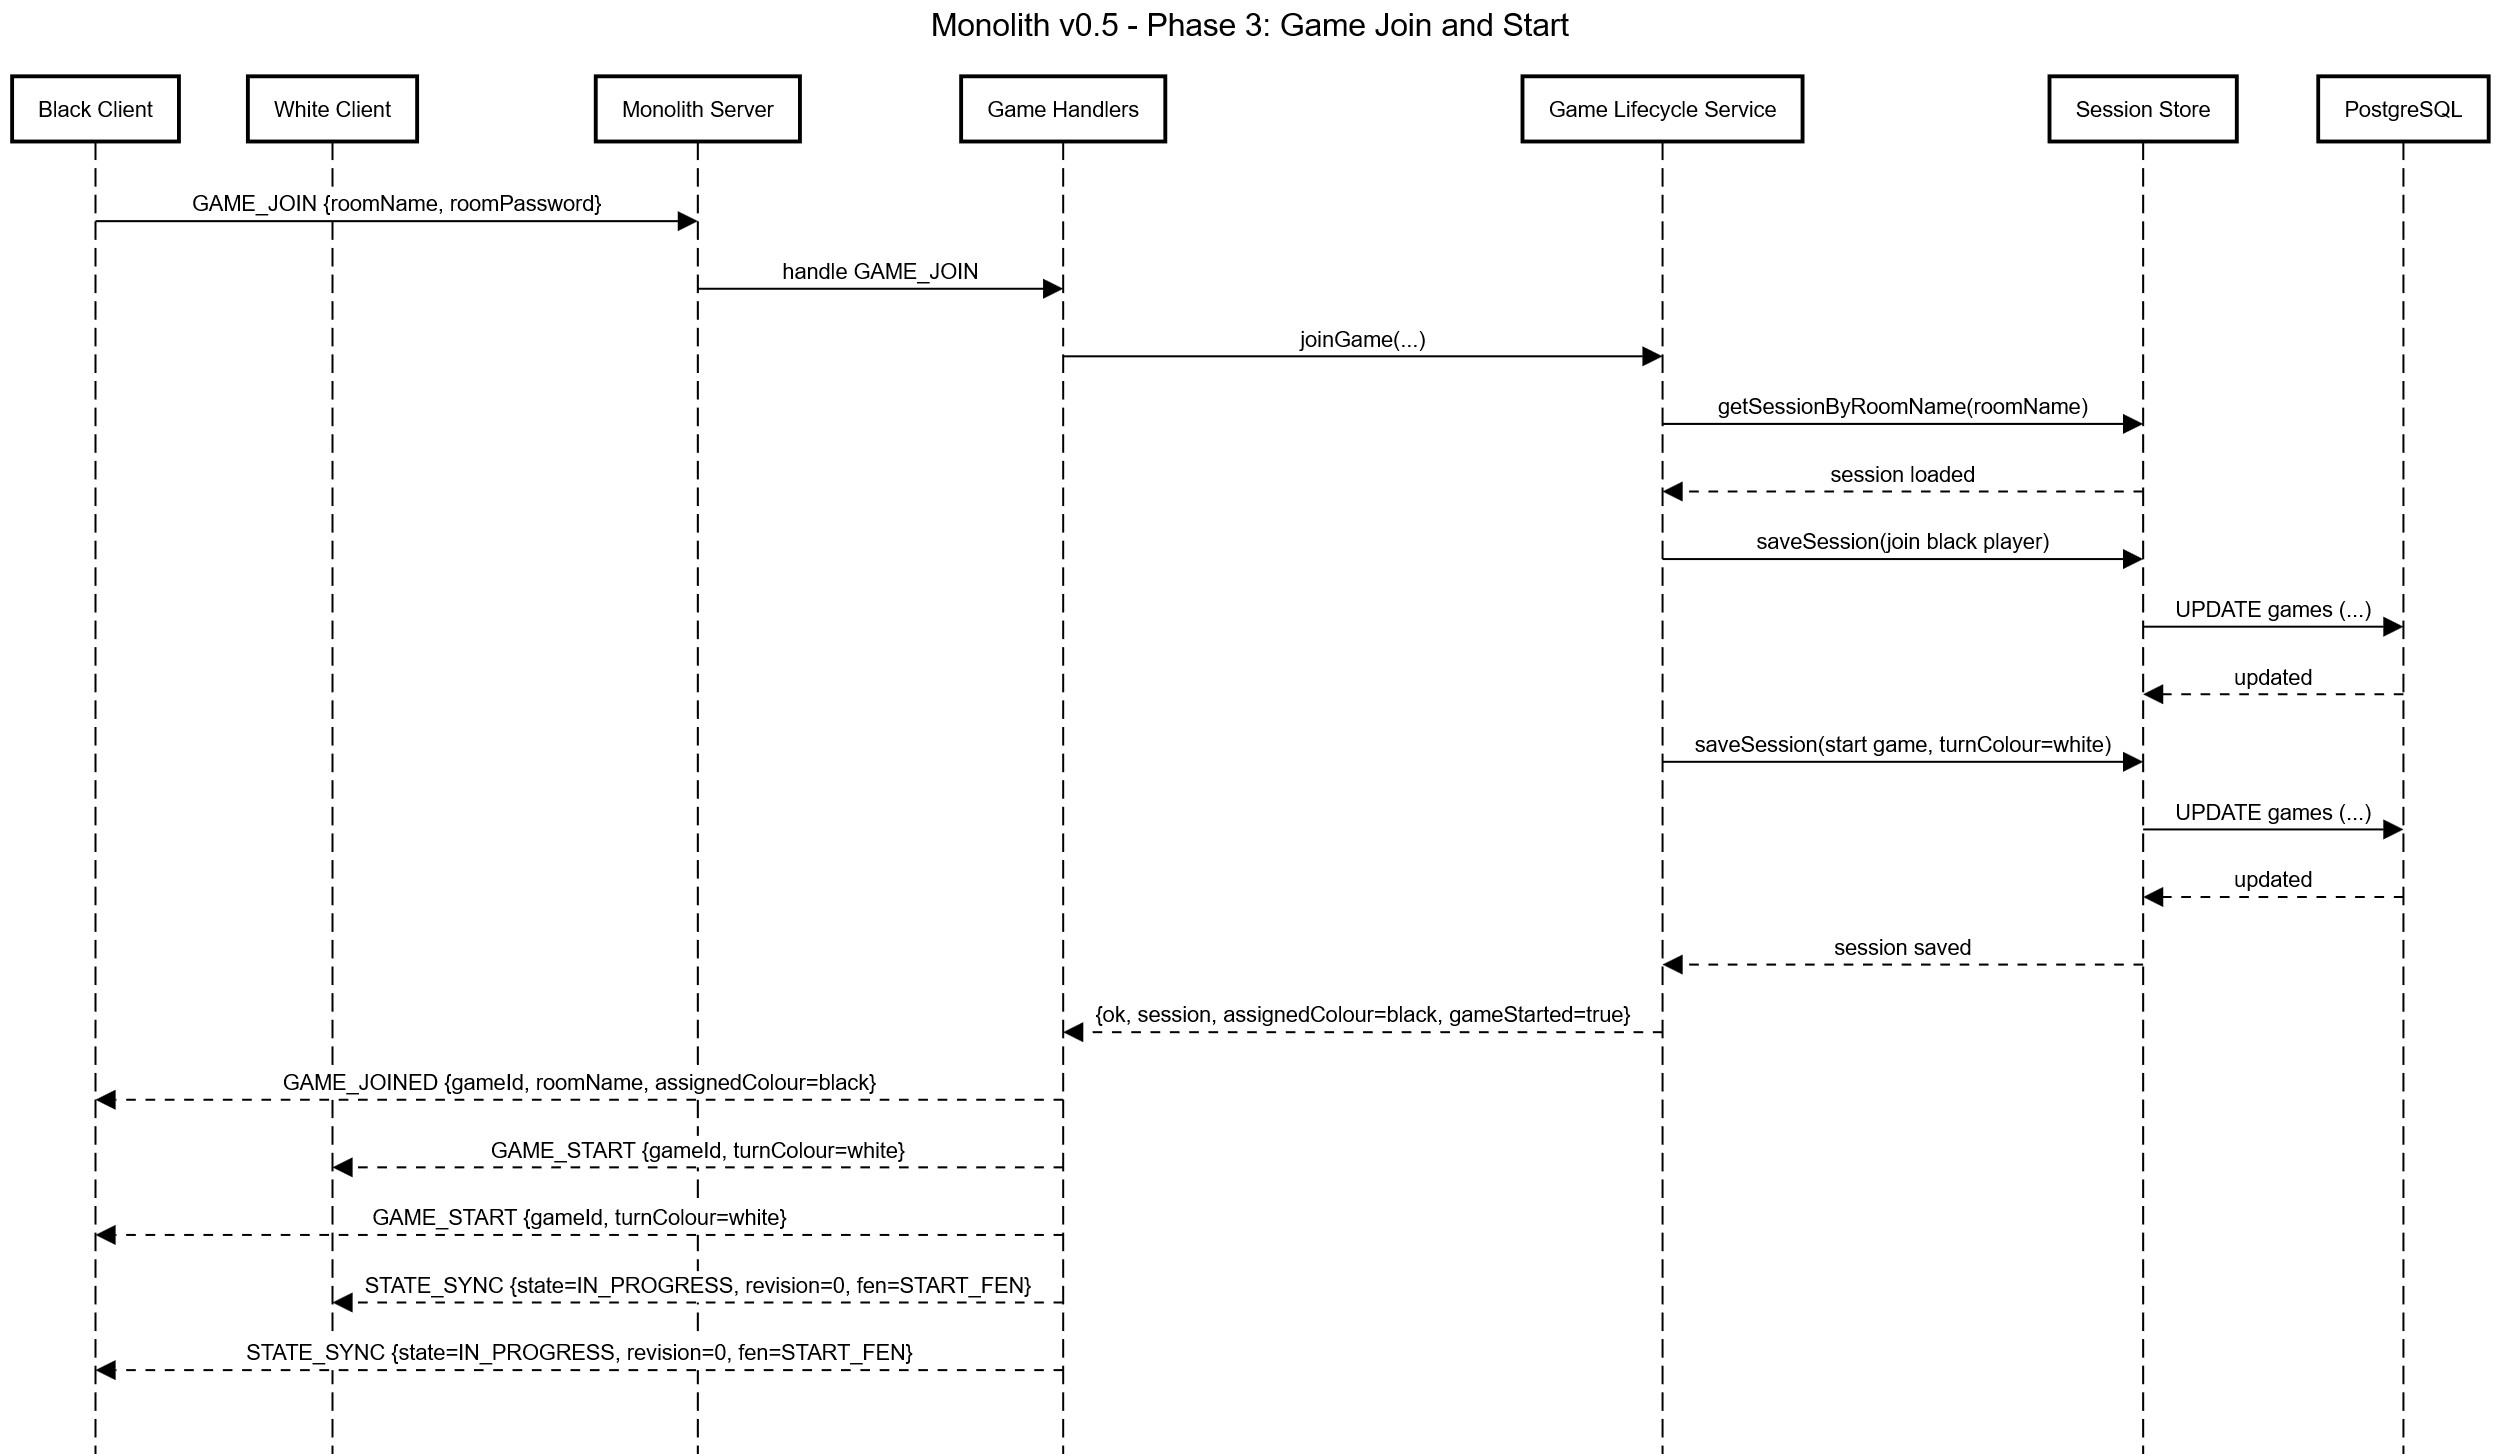 Monolith v0.5 - Phase 3: Game Join and Start
Black Client
White Client
Monolith Server
Game Handlers
Game Lifecycle Service
Session Store
PostgreSQL
GAME_JOIN {roomName, roomPassword}
handle GAME_JOIN
joinGame(...)
getSessionByRoomName(roomName)
session loaded
saveSession(join black player)
UPDATE games (...)
updated
saveSession(start game, turnColour=white)
UPDATE games (...)
updated
session saved
{ok, session, assignedColour=black, gameStarted=true}
GAME_JOINED {gameId, roomName, assignedColour=black}
GAME_START {gameId, turnColour=white}
GAME_START {gameId, turnColour=white}
STATE_SYNC {state=IN_PROGRESS, revision=0, fen=START_FEN}
STATE_SYNC {state=IN_PROGRESS, revision=0, fen=START_FEN}